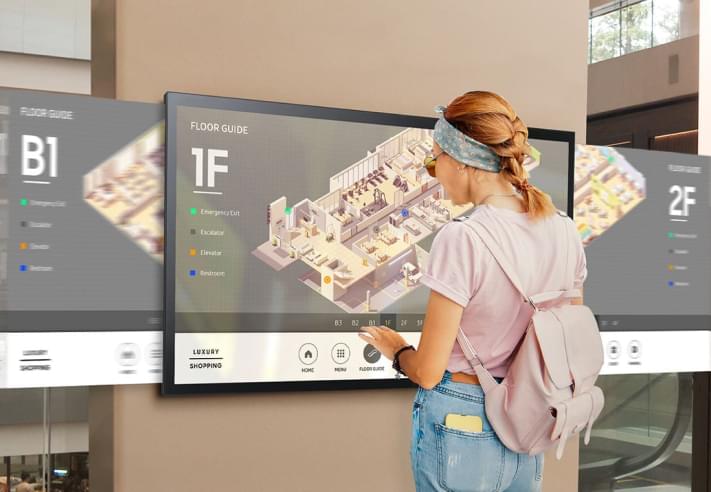 FLOOR GUIDE
B1
Emergency Exit
Escalator
Elevator
Restroom
LUXURY
SHOPPING
FLOOR GUIDE
1F
Emergency Exit
Escalator
Elevator
Restroom
B3 B2 B1 1F 2F
LUXURY
SHOPPING
HOME
MENU
FLOOR GUIDE
FLOOR GUIDE
2F